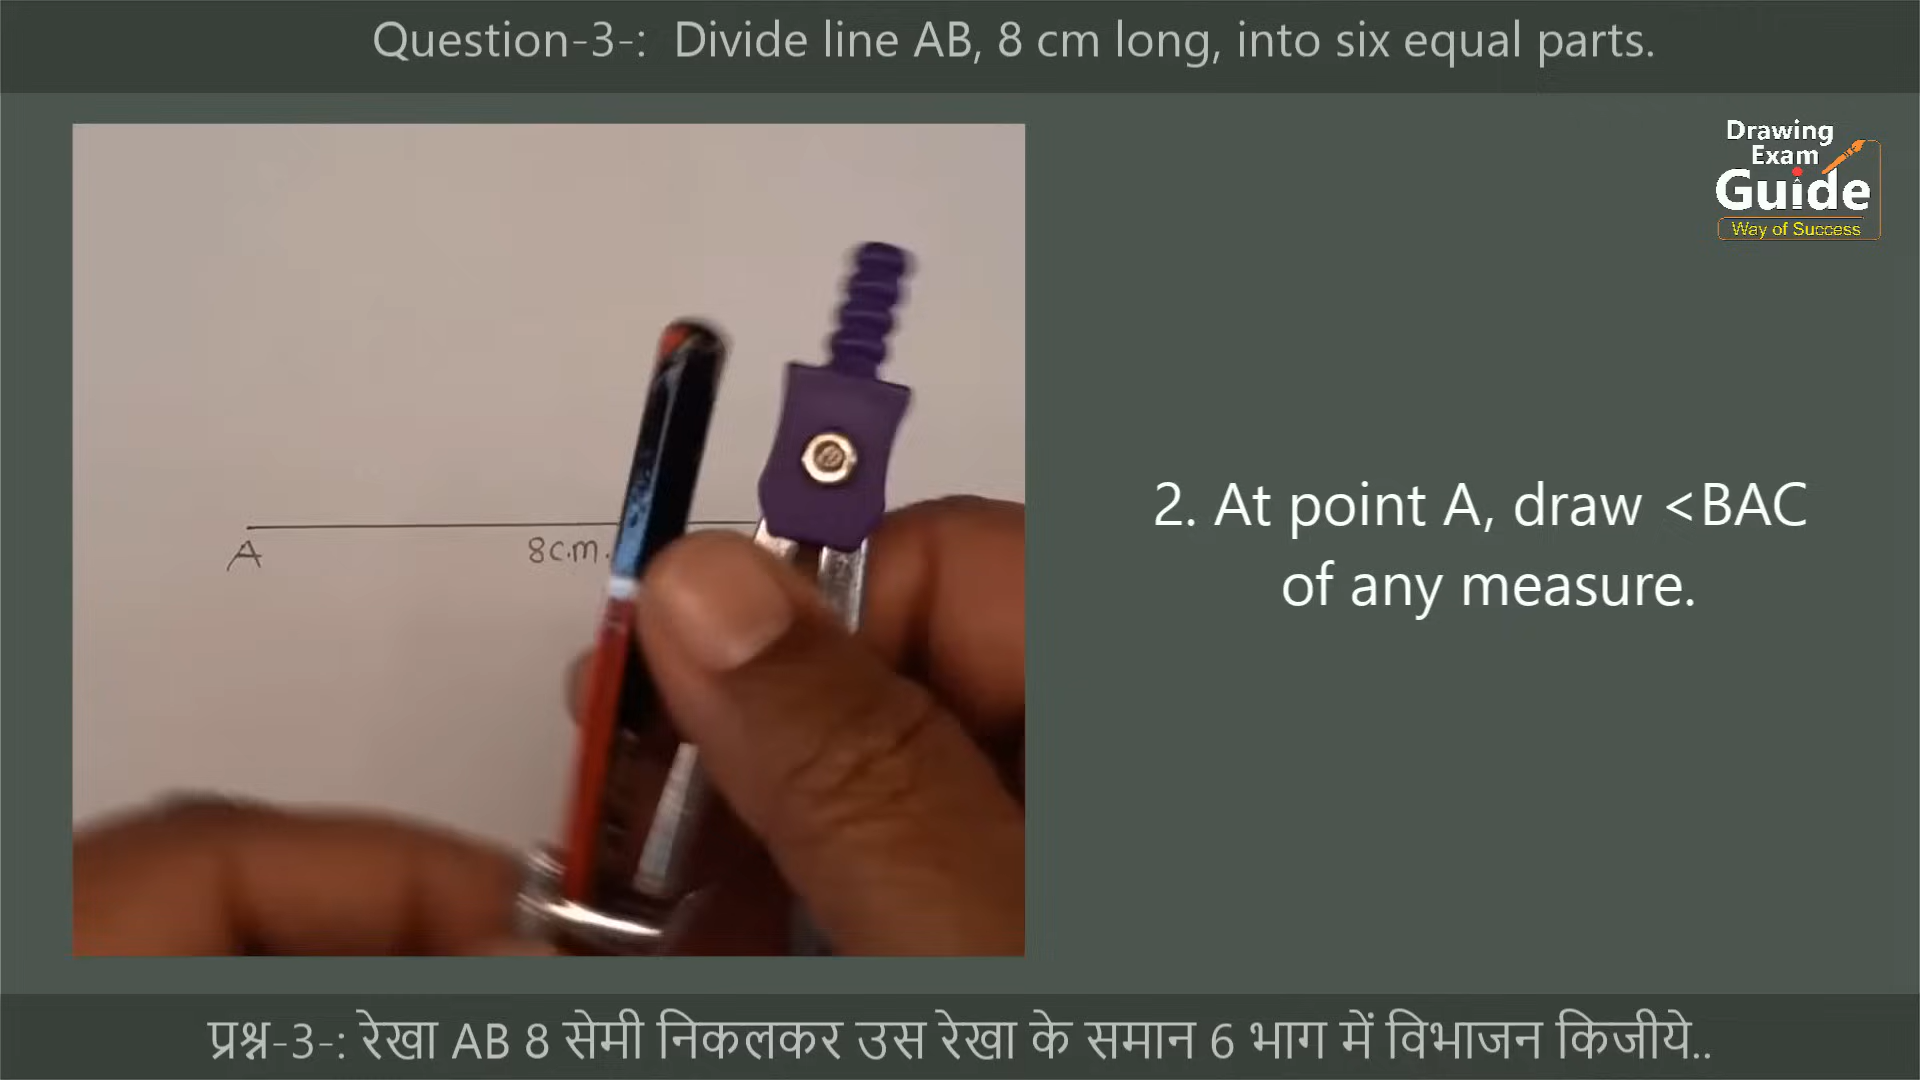 Question-3-: Divide line AB, 8 cm long, into six equal parts.
Drawing
Exam
Guide
Way of Success
A
8c.m.
2. At point A, draw <BAC
of any measure.
प्रश्न-3-: रेखा AB 8 सेमी निकलकर उस रेखा के समान 6 भाग में विभाजन किजीये..